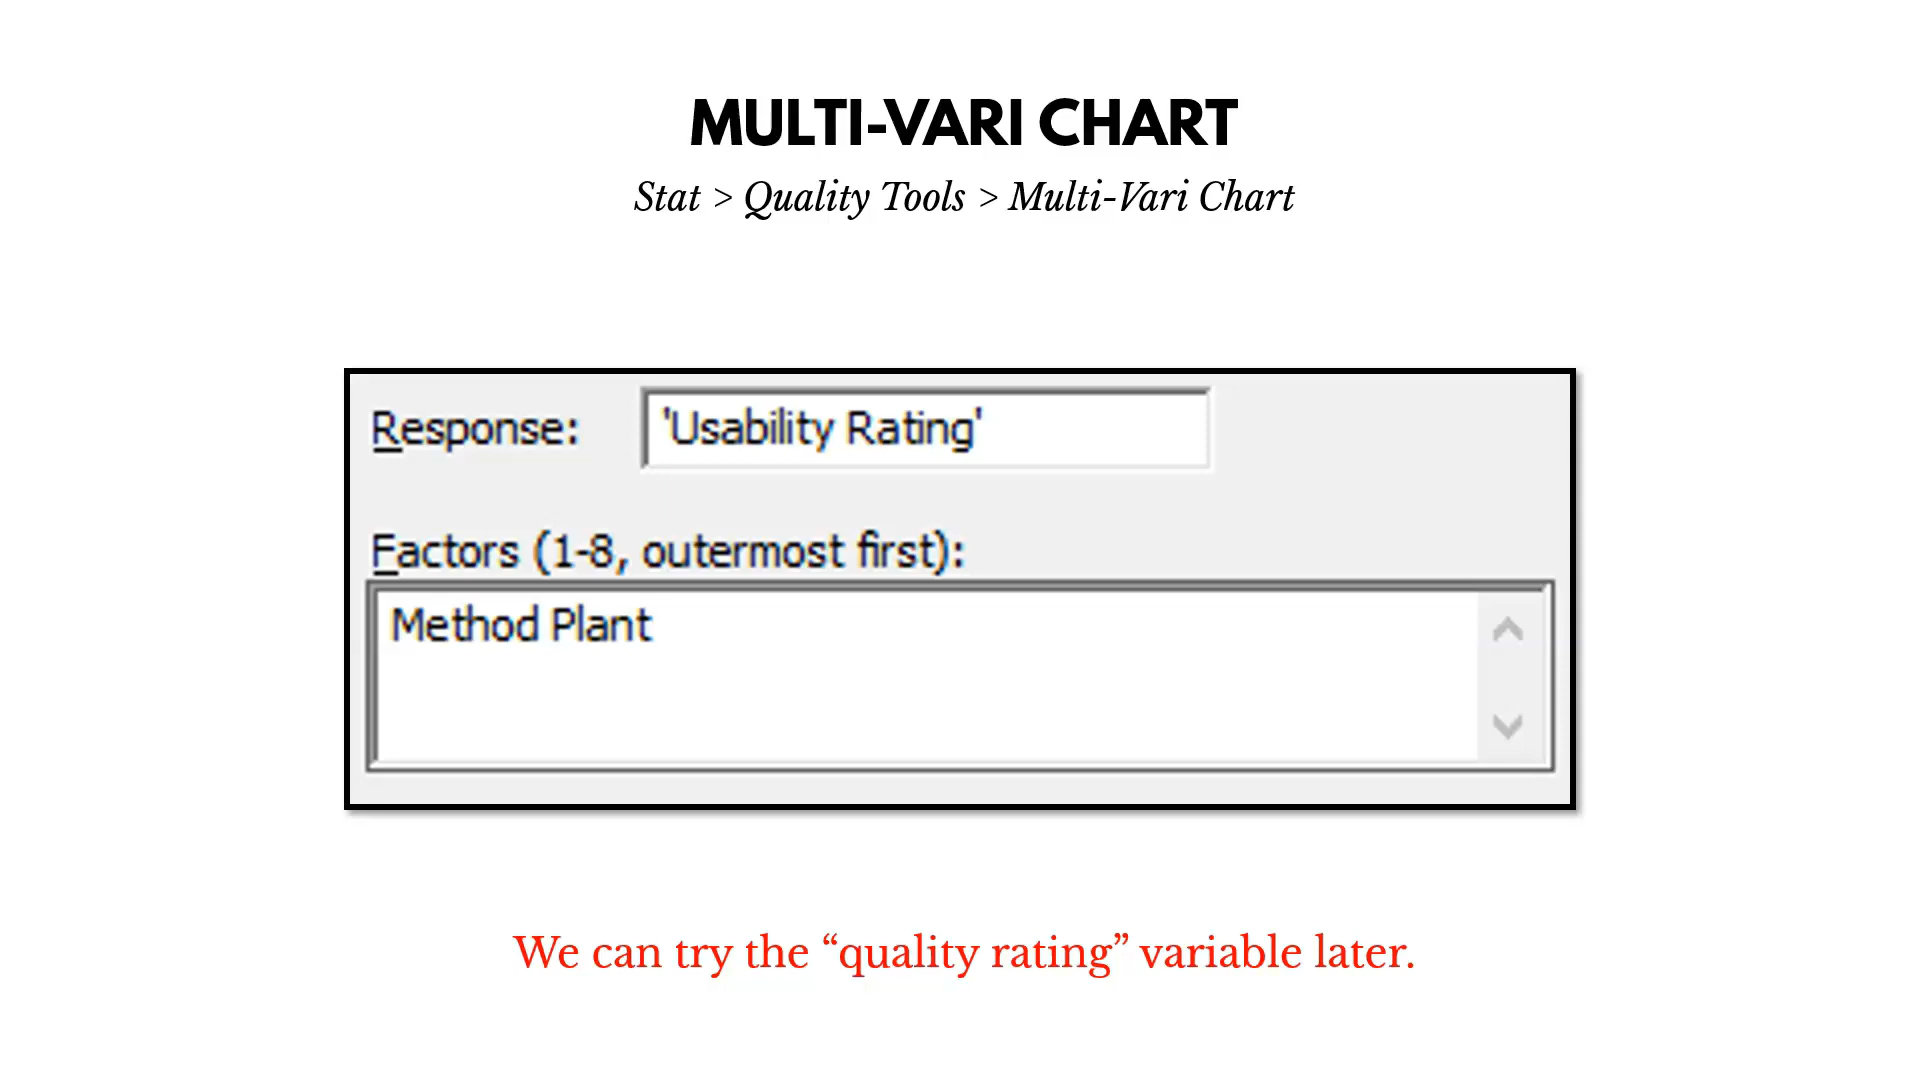 MULTI-VARI CHART
Stat > Quality Tools > Multi-Vari Chart
Response: 'Usability Rating'
Factors (1-8, outermost first):
Method Plant
We can try the “quality rating” variable later.